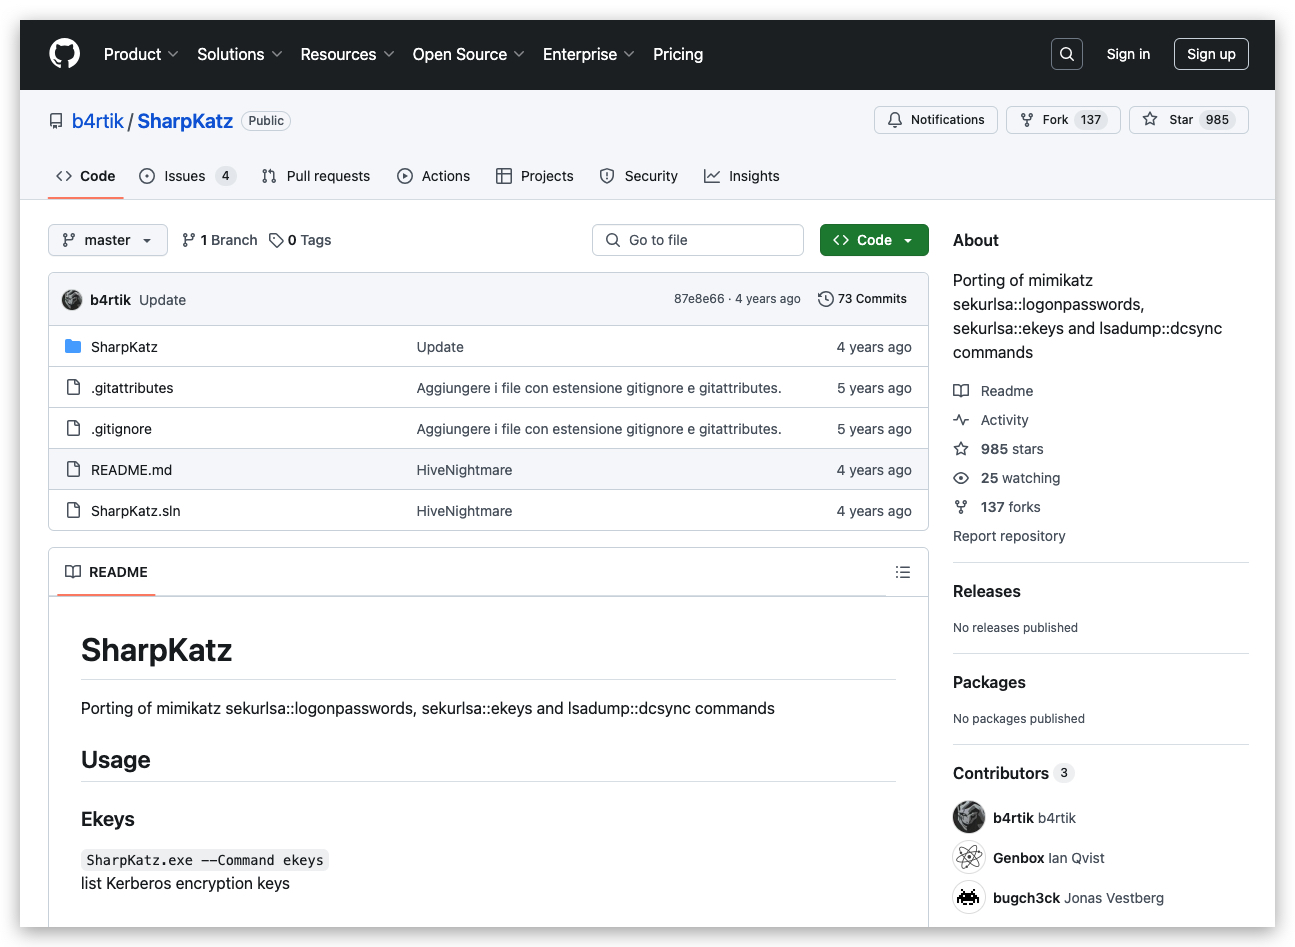 Product Solutions Resources Open Source Enterprise Pricing Sign in Sign up
b4rtik / SharpKatz Public Notifications Fork 137 Star 985
Code Issues 4 Pull requests Actions Projects Security Insights
master 1 Branch 0 Tags Go to file Code
b4rtik Update 87e8e66 · 4 years ago 73 Commits
SharpKatz Update 4 years ago
.gitattributes Aggiungere i file con estensione gitignore e gitattributes. 5 years ago
.gitignore Aggiungere i file con estensione gitignore e gitattributes. 5 years ago
README.md HiveNightmare 4 years ago
SharpKatz.sln HiveNightmare 4 years ago
README
SharpKatz
Porting of mimikatz sekurlsa::logonpasswords, sekurlsa::ekeys and lsadump::dcsync commands
Usage
Ekeys
SharpKatz.exe --Command ekeys
list Kerberos encryption keys
About
Porting of mimikatz
sekurlsa::logonpasswords,
sekurlsa::ekeys and lsadump::dcsync
commands
Readme
Activity
985 stars
25 watching
137 forks
Report repository
Releases
No releases published
Packages
No packages published
Contributors 3
b4rtik b4rtik
Genbox Ian Qvist
bugch3ck Jonas Vestberg